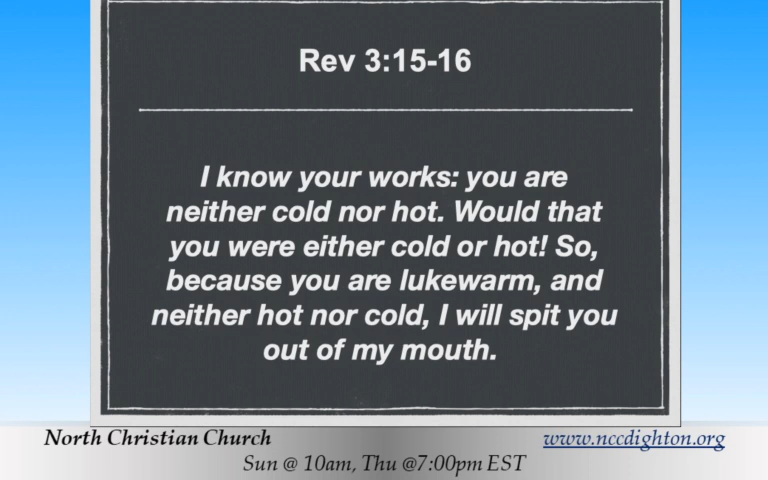 Rev 3:15-16
I know your works: you are
neither cold nor hot. Would that
you were either cold or hot! So,
because you are lukewarm, and
neither hot nor cold, I will spit you
out of my mouth.
North Christian Church
www.nccdighton.org
Sun @ 10am, Thu @7:00pm EST